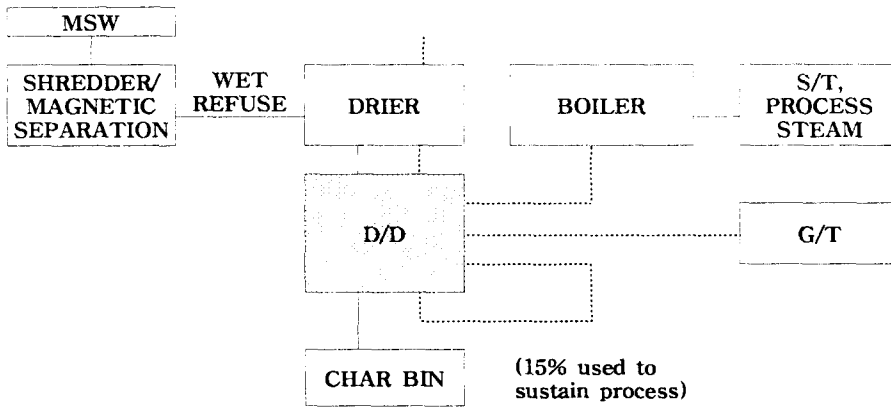 MSW
SHREDDER/
MAGNETIC
SEPARATION
WET
REFUSE
DRIER
BOILER
S/T,
PROCESS
STEAM
D/D
G/T
CHAR BIN
(15% used to
sustain process)